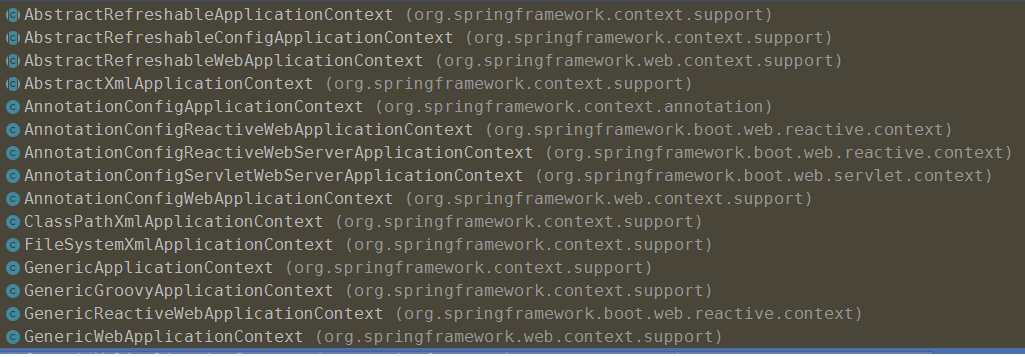 AbstractRefreshableApplicationContext (org.springframework.context.support)
AbstractRefreshableConfigApplicationContext (org.springframework.context.support)
AbstractRefreshableWebApplicationContext (org.springframework.web.context.support)
AbstractXmlApplicationContext (org.springframework.context.support)
AnnotationConfigApplicationContext (org.springframework.context.annotation)
AnnotationConfigReactiveWebApplicationContext (org.springframework.boot.web.reactive.context)
AnnotationConfigReactiveWebServerApplicationContext (org.springframework.boot.web.reactive.context)
AnnotationConfigServletWebServerApplicationContext (org.springframework.boot.web.servlet.context)
AnnotationConfigWebApplicationContext (org.springframework.web.context.support)
ClassPathXmlApplicationContext (org.springframework.context.support)
FileSystemXmlApplicationContext (org.springframework.context.support)
GenericApplicationContext (org.springframework.context.support)
GenericGroovyApplicationContext (org.springframework.context.support)
GenericReactiveWebApplicationContext (org.springframework.boot.web.reactive.context)
GenericWebApplicationContext (org.springframework.web.context.support)